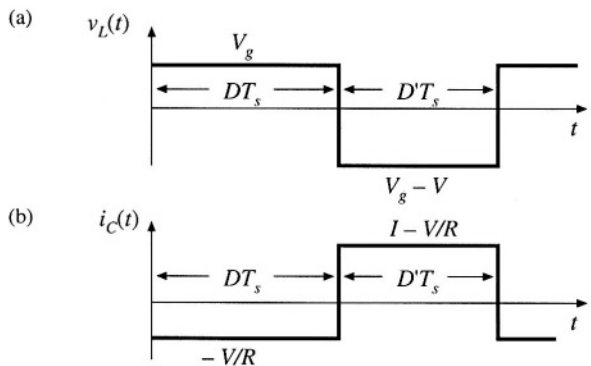 (a)
v_L(t)
V_g
DT_s
D'T_s
t
V_g – V
(b)
i_C(t)
I – V/R
DT_s
D'T_s
t
– V/R